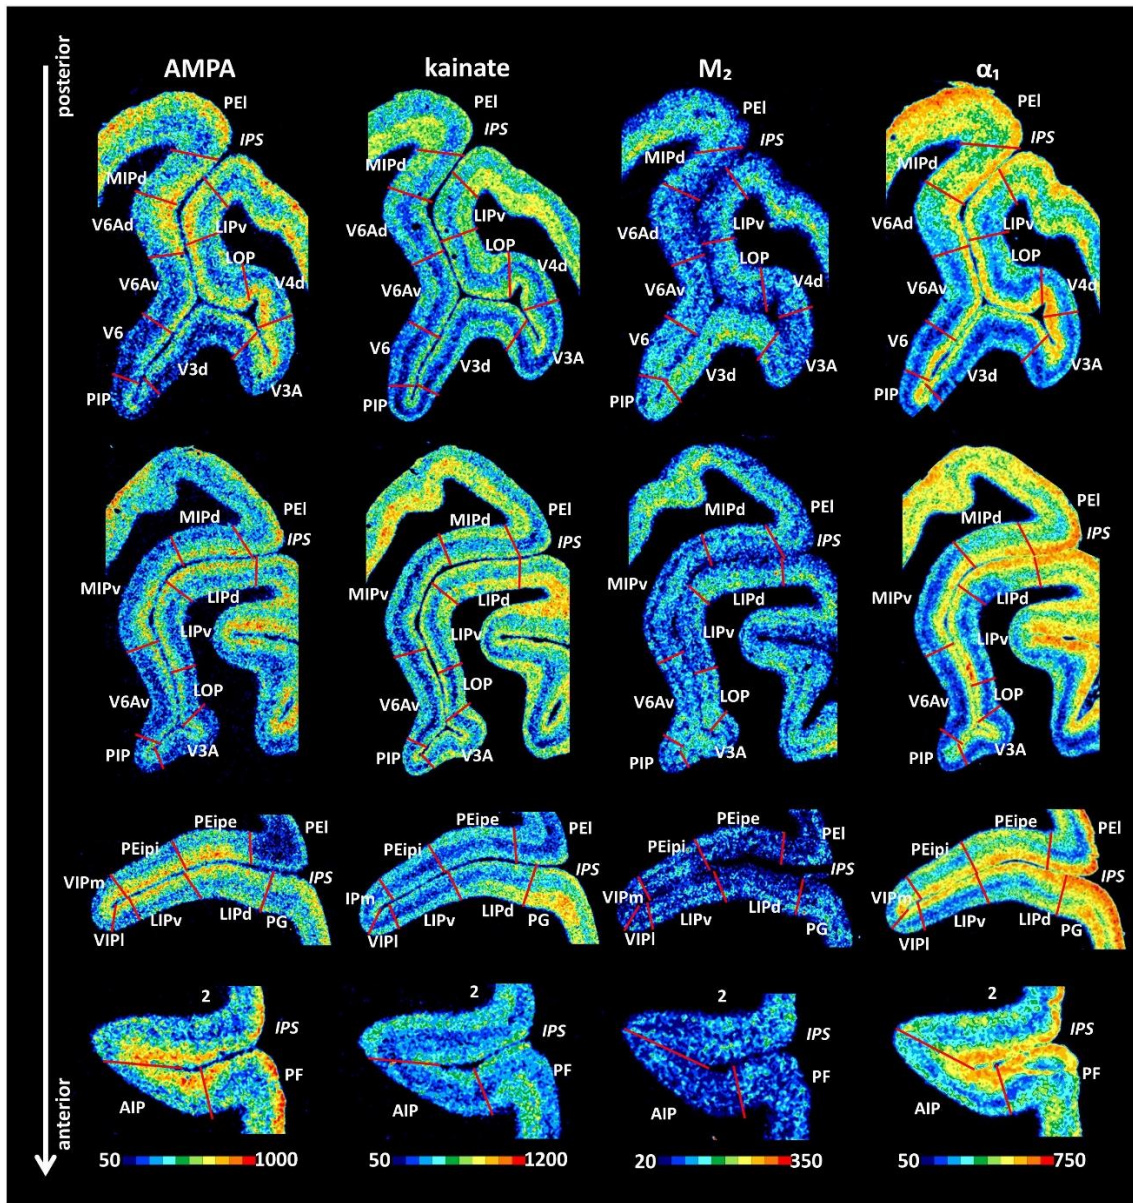 posterior
anterior
AMPA kainate M₂ α₁
PEl PEl PEl PEl
IPS IPS IPS IPS
MIPd MIPd MIPd MIPd
V6Ad LIPv V6Ad LIPv V6Ad LIPv V6Ad LIPv
LOP LOP LOP LOP
V6Av V4d V6Av V4d V6Av V4d V6Av V4d
V6 V3d V3A V6 V3d V3A V6 V3d V3A V6 V3d V3A
PIP PIP PIP PIP
PEl PEl PEl PEl
MIPd MIPd MIPd MIPd
IPS IPS IPS IPS
MIPv LIPd MIPv LIPd MIPv LIPd MIPv LIPd
LIPv LIPv LIPv LIPv
LOP LOP LOP LOP
V6Av V6Av V6Av V6Av
PIP V3A PIP V3A PIP V3A PIP V3A
PEipe PEl PEipe PEl PEipe PEl PEipe PEl
PEipi PEipi PEipi PEipi
IPS IPS IPS IPS
VIPm IPm VIPm VIPm
LIPv LIPd PG LIPv LIPd PG LIPv LIPd PG LIPv LIPd PG
VIPl VIPl VIPl VIPl
2 2 2 2
IPS IPS IPS IPS
PF PF PF PF
AIP AIP AIP AIP
50 1000 50 1200 20 350 50 750